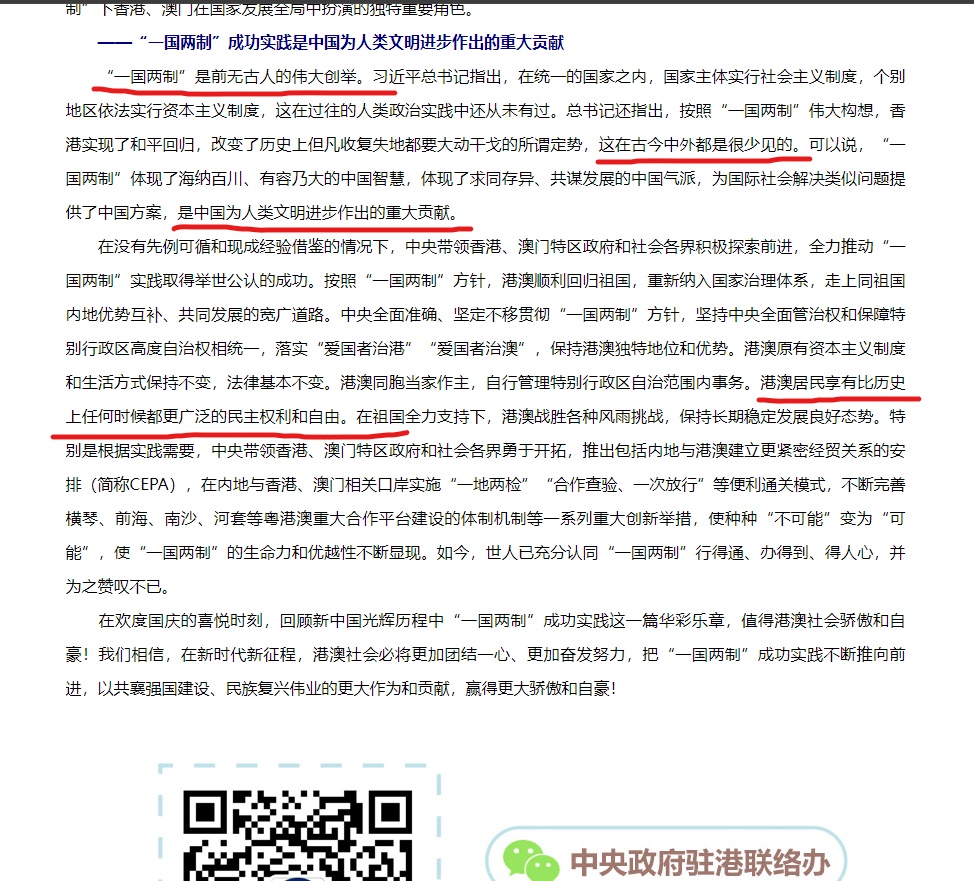 制”下香港、澳门在国家发展全局中扮演的独特重要角色。
——“一国两制”成功实践是中国为人类文明进步作出的重大贡献
“一国两制”是前无古人的伟大创举。习近平总书记指出，在统一的国家之内，国家主体实行社会主义制度，个别
地区依法实行资本主义制度，这在过往的人类政治实践中还从未有过。总书记还指出，按照“一国两制”伟大构想，香
港实现了和平回归，改变了历史上但凡收复失地都要大动干戈的所谓定势，这在古今中外都是很少见的。可以说，“一
国两制”体现了海纳百川、有容乃大的中国智慧，体现了求同存异、共谋发展的中国气派，为国际社会解决类似问题提
供了中国方案，是中国为人类文明进步作出的重大贡献。
在没有先例可循和现成经验借鉴的情况下，中央带领香港、澳门特区政府和社会各界积极探索前进，全力推动“一
国两制”实践取得举世公认的成功。按照“一国两制”方针，港澳顺利回归祖国，重新纳入国家治理体系，走上同祖国
内地优势互补、共同发展的宽广道路。中央全面准确、坚定不移贯彻“一国两制”方针，坚持中央全面管治权和保障特
别行政区高度自治权相统一，落实“爱国者治港”“爱国者治澳”，保持港澳独特地位和优势。港澳原有资本主义制度
和生活方式保持不变，法律基本不变。港澳同胞当家作主，自行管理特别行政区自治范围内事务。港澳居民享有比历史
上任何时候都更广泛的民主权利和自由。在祖国全力支持下，港澳战胜各种风雨挑战，保持长期稳定发展良好态势。特
别是根据实践需要，中央带领香港、澳门特区政府和社会各界勇于开拓，推出包括内地与港澳建立更紧密经贸关系的安
排（简称CEPA），在内地与香港、澳门相关口岸实施“一地两检”“合作查验、一次放行”等便利通关模式，不断完善
横琴、前海、南沙、河套等粤港澳重大合作平台建设的体制机制等一系列重大创新举措，使种种“不可能”变为“可
能”，使“一国两制”的生命力和优越性不断显现。如今，世人已充分认同“一国两制”行得通、办得到、得人心，并
为之赞叹不已。
在欢度国庆的喜悦时刻，回顾新中国光辉历程中“一国两制”成功实践这一篇华彩乐章，值得港澳社会骄傲和自
豪！我们相信，在新时代新征程，港澳社会必将更加团结一心、更加奋发努力，把“一国两制”成功实践不断推向前
进，以共襄强国建设、民族复兴伟业的更大作为和贡献，赢得更大骄傲和自豪！
中央政府驻港联络办